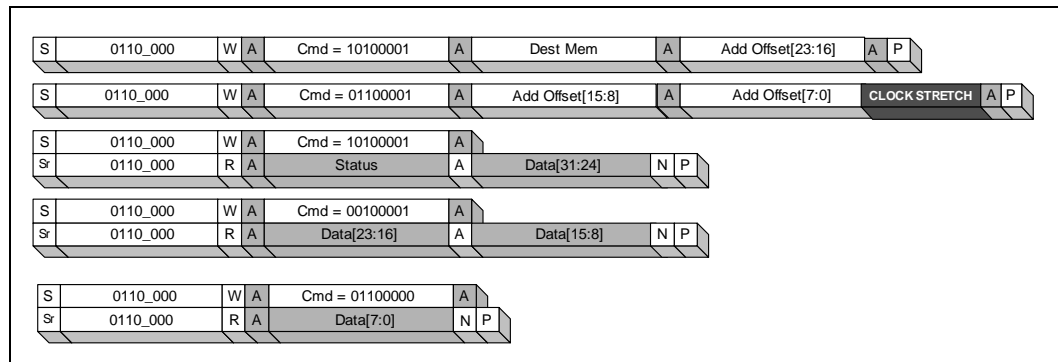 S 0110_000 W A Cmd = 10100001 A Dest Mem A Add Offset[23:16] A P
S 0110_000 W A Cmd = 01100001 A Add Offset[15:8] A Add Offset[7:0] CLOCK STRETCH A P
S 0110_000 W A Cmd = 10100001 A
Sr 0110_000 R A Status A Data[31:24] N P
S 0110_000 W A Cmd = 00100001 A
Sr 0110_000 R A Data[23:16] A Data[15:8] N P
S 0110_000 W A Cmd = 01100000 A
Sr 0110_000 R A Data[7:0] N P